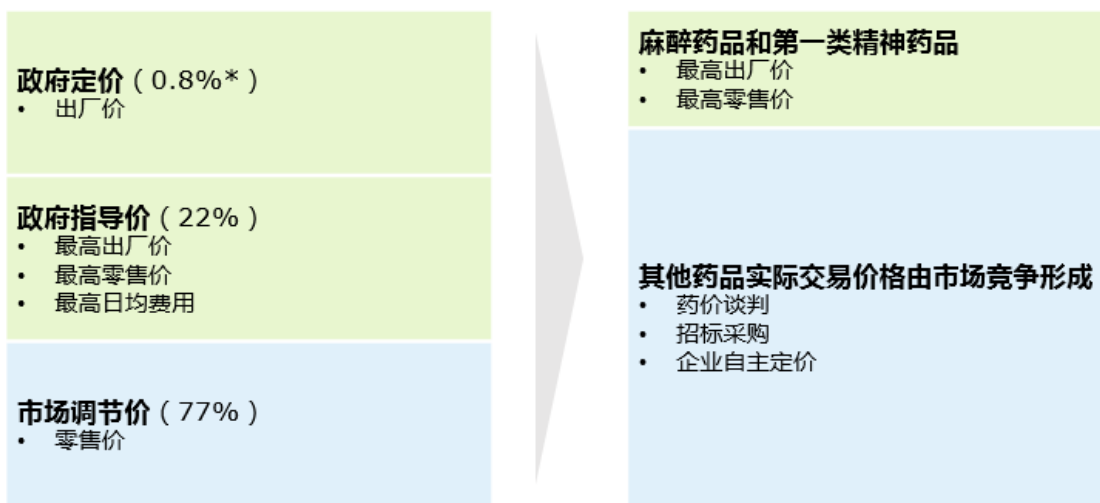 政府定价（0.8%*）
• 出厂价
政府指导价（22%）
• 最高出厂价
• 最高零售价
• 最高日均费用
市场调节价（77%）
• 零售价
麻醉药品和第一类精神药品
• 最高出厂价
• 最高零售价
其他药品实际交易价格由市场竞争形成
• 药价谈判
• 招标采购
• 企业自主定价